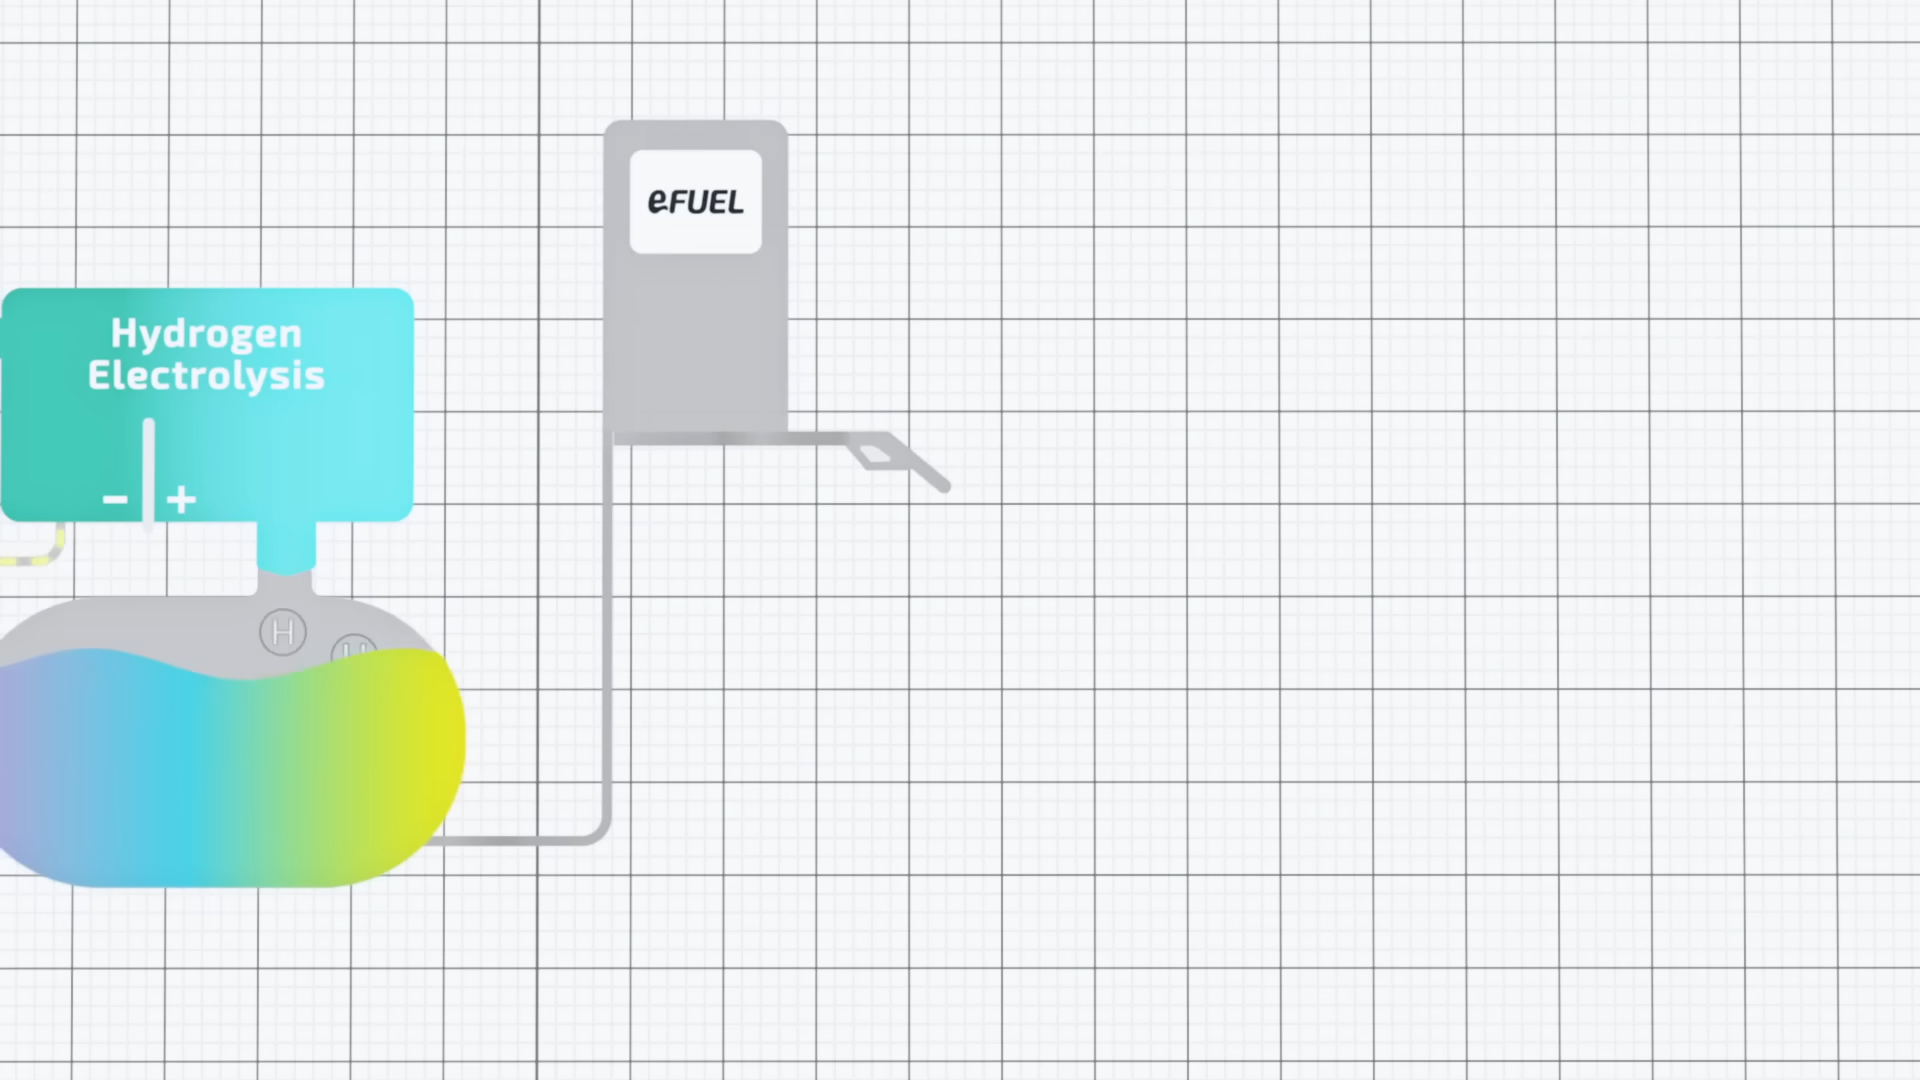 eFUEL
Hydrogen
Electrolysis
- +
H
H